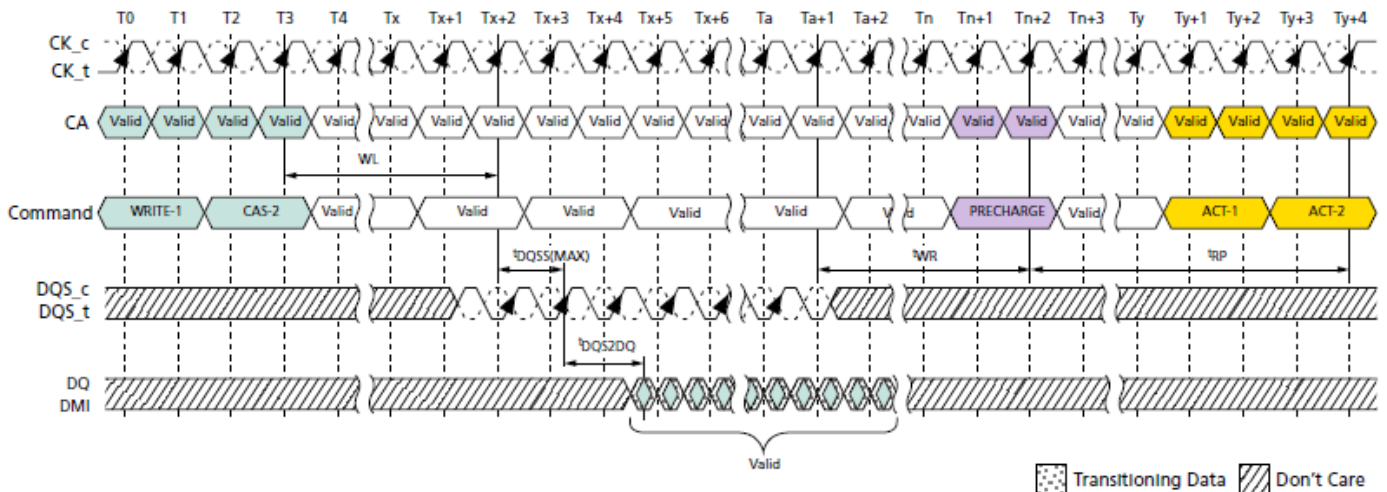 T0 T1 T2 T3 T4 Tx Tx+1 Tx+2 Tx+3 Tx+4 Tx+5 Tx+6 Ta Ta+1 Ta+2 Tn Tn+1 Tn+2 Tn+3 Ty Ty+1 Ty+2 Ty+3 Ty+4
CK_c
CK_t
CA Valid Valid Valid Valid Valid Valid Valid Valid Valid Valid Valid Valid Valid Valid Valid Valid Valid Valid Valid Valid Valid Valid Valid Valid
WL
Command WRITE-1 CAS-2 Valid Valid Valid Valid Valid PRECHARGE Valid ACT-1 ACT-2
tDQSS(MAX) tWR tRP
DQS_c
DQS_t
tDQS2DQ
DQ
DMI
Valid
Transitioning Data Don't Care